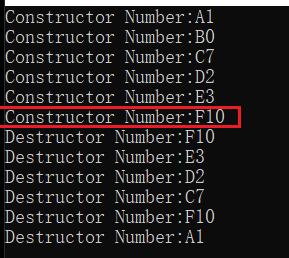 Constructor Number:A1
Constructor Number:B0
Constructor Number:C7
Constructor Number:D2
Constructor Number:E3
Constructor Number:F10
Destructor Number:F10
Destructor Number:E3
Destructor Number:D2
Destructor Number:C7
Destructor Number:F10
Destructor Number:A1